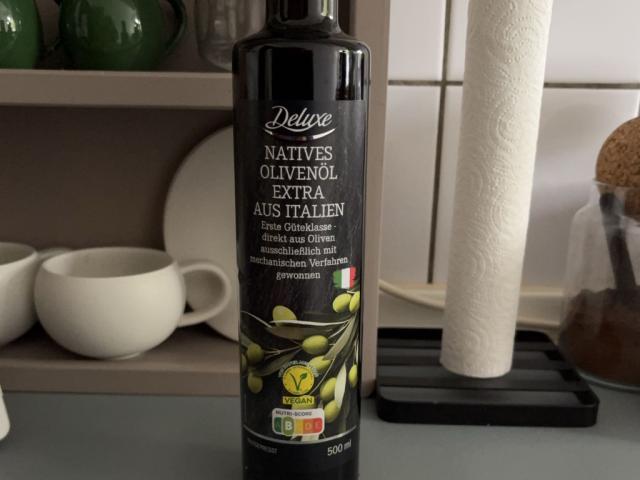 Deluxe
NATIVES
OLIVENÖL
EXTRA
AUS ITALIEN
Erste Güteklasse -
direkt aus Oliven
ausschließlich mit
mechanischen Verfahren
gewonnen
V
VEGAN
NUTRI-SCORE
A B C D E
500 ml